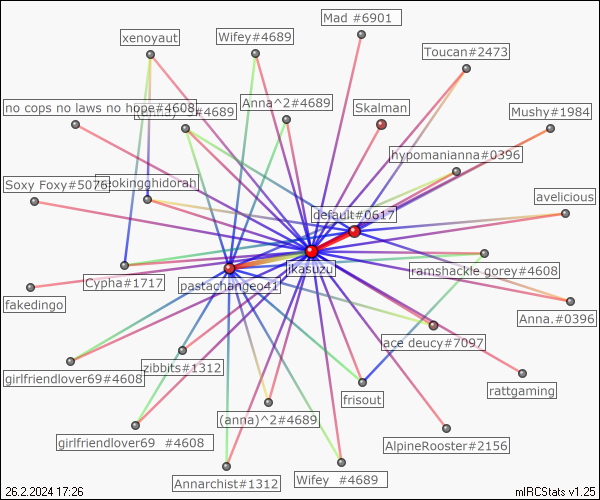 Mad #6901
xenoyaut
Wifey#4689
Toucan#2473
no cops no laws no hope#4608
^3#4689
Anna^2#4689
Skalman
Mushy#1984
hypomanianna#0396
Soxy Foxy#5076
eokingghidorah
avelicious
default#0617
Cypha#1717
pastachangeo41
ikasuzu
ramshackle gorey#4608
fakedingo
Anna.#0396
ace deucy#7097
girlfriendlover69#4608
zibbits#1312
rattgaming
frisout
(anna)^2#4689
girlfriendlover69 #4608
AlpineRooster#2156
Annarchist#1312
Wifey #4689
26.2.2024 17:26
mIRCStats v1.25